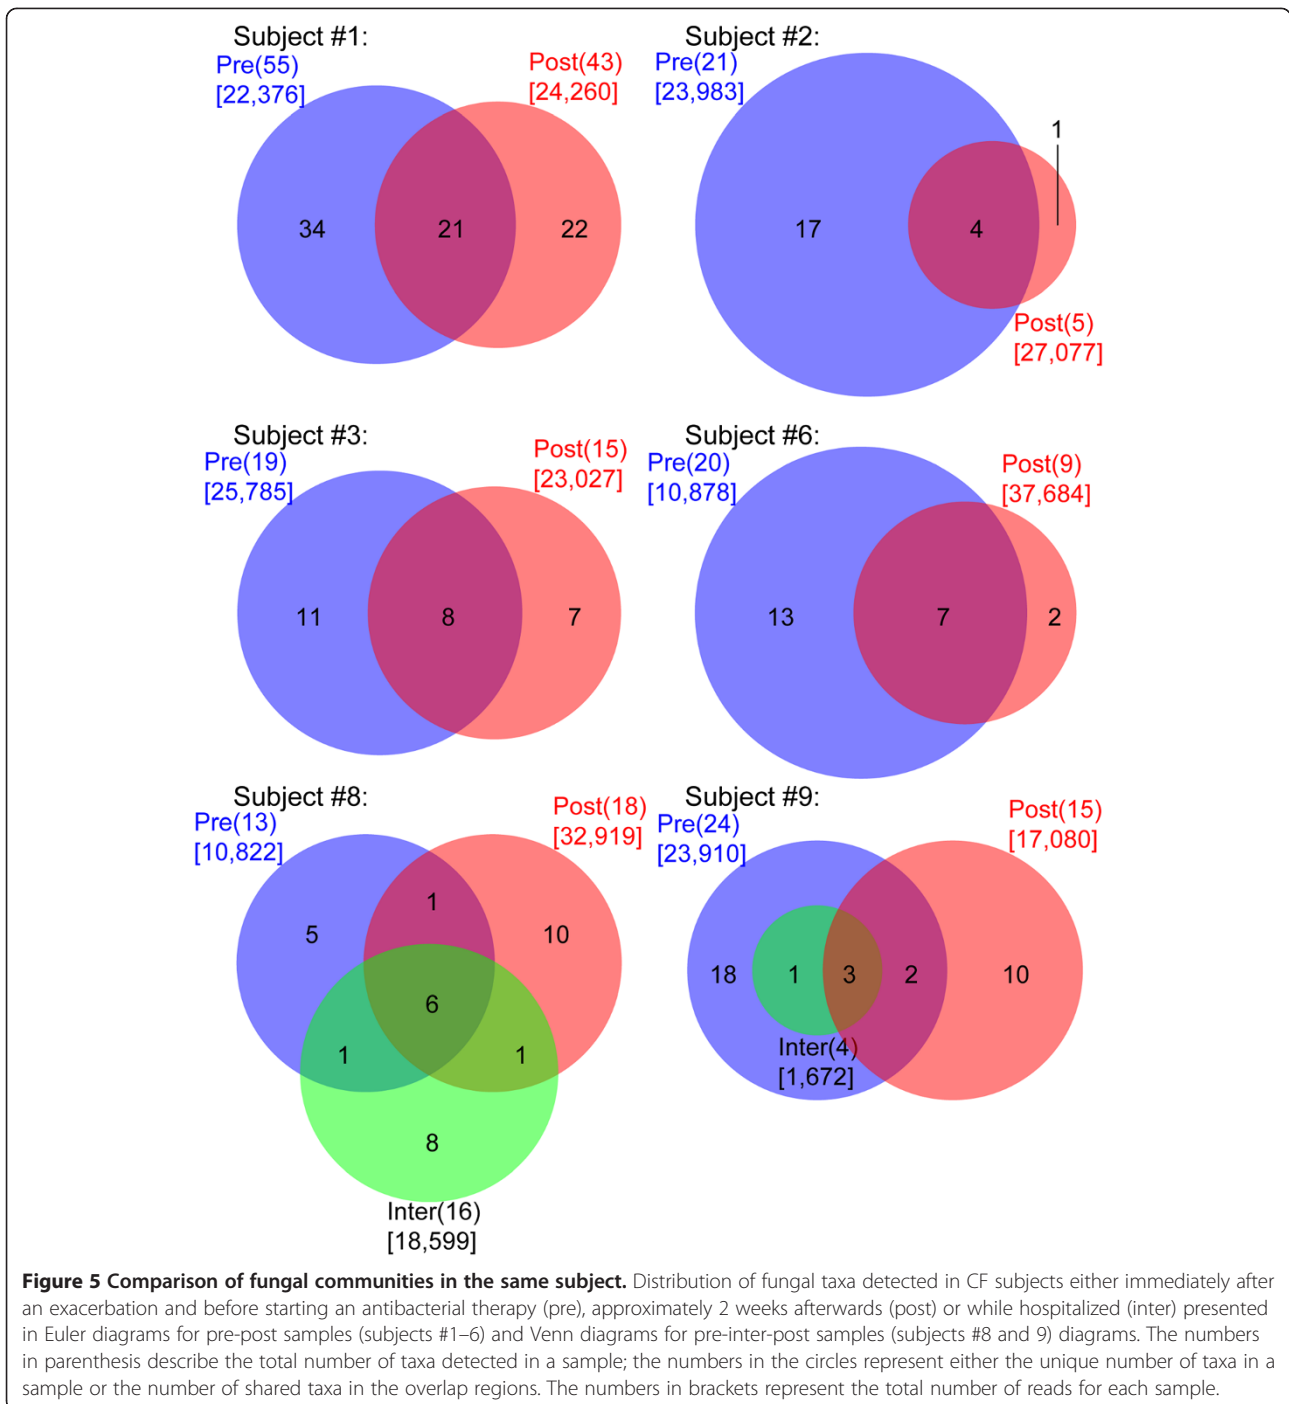 Subject #1:
Pre(55)
[22,376]
Post(43)
[24,260]
34
21
22
Subject #2:
Pre(21)
[23,983]
1
17
4
Post(5)
[27,077]
Subject #3:
Pre(19)
[25,785]
Post(15)
[23,027]
11
8
7
Subject #6:
Pre(20)
[10,878]
Post(9)
[37,684]
13
7
2
Subject #8:
Pre(13)
[10,822]
Post(18)
[32,919]
1
5
10
6
1
1
8
Inter(16)
[18,599]
Subject #9:
Pre(24)
[23,910]
Post(15)
[17,080]
18
1
3
2
10
Inter(4)
[1,672]
Figure 5 Comparison of fungal communities in the same subject. Distribution of fungal taxa detected in CF subjects either immediately after
an exacerbation and before starting an antibacterial therapy (pre), approximately 2 weeks afterwards (post) or while hospitalized (inter) presented
in Euler diagrams for pre-post samples (subjects #1–6) and Venn diagrams for pre-inter-post samples (subjects #8 and 9) diagrams. The numbers
in parenthesis describe the total number of taxa detected in a sample; the numbers in the circles represent either the unique number of taxa in a
sample or the number of shared taxa in the overlap regions. The numbers in brackets represent the total number of reads for each sample.